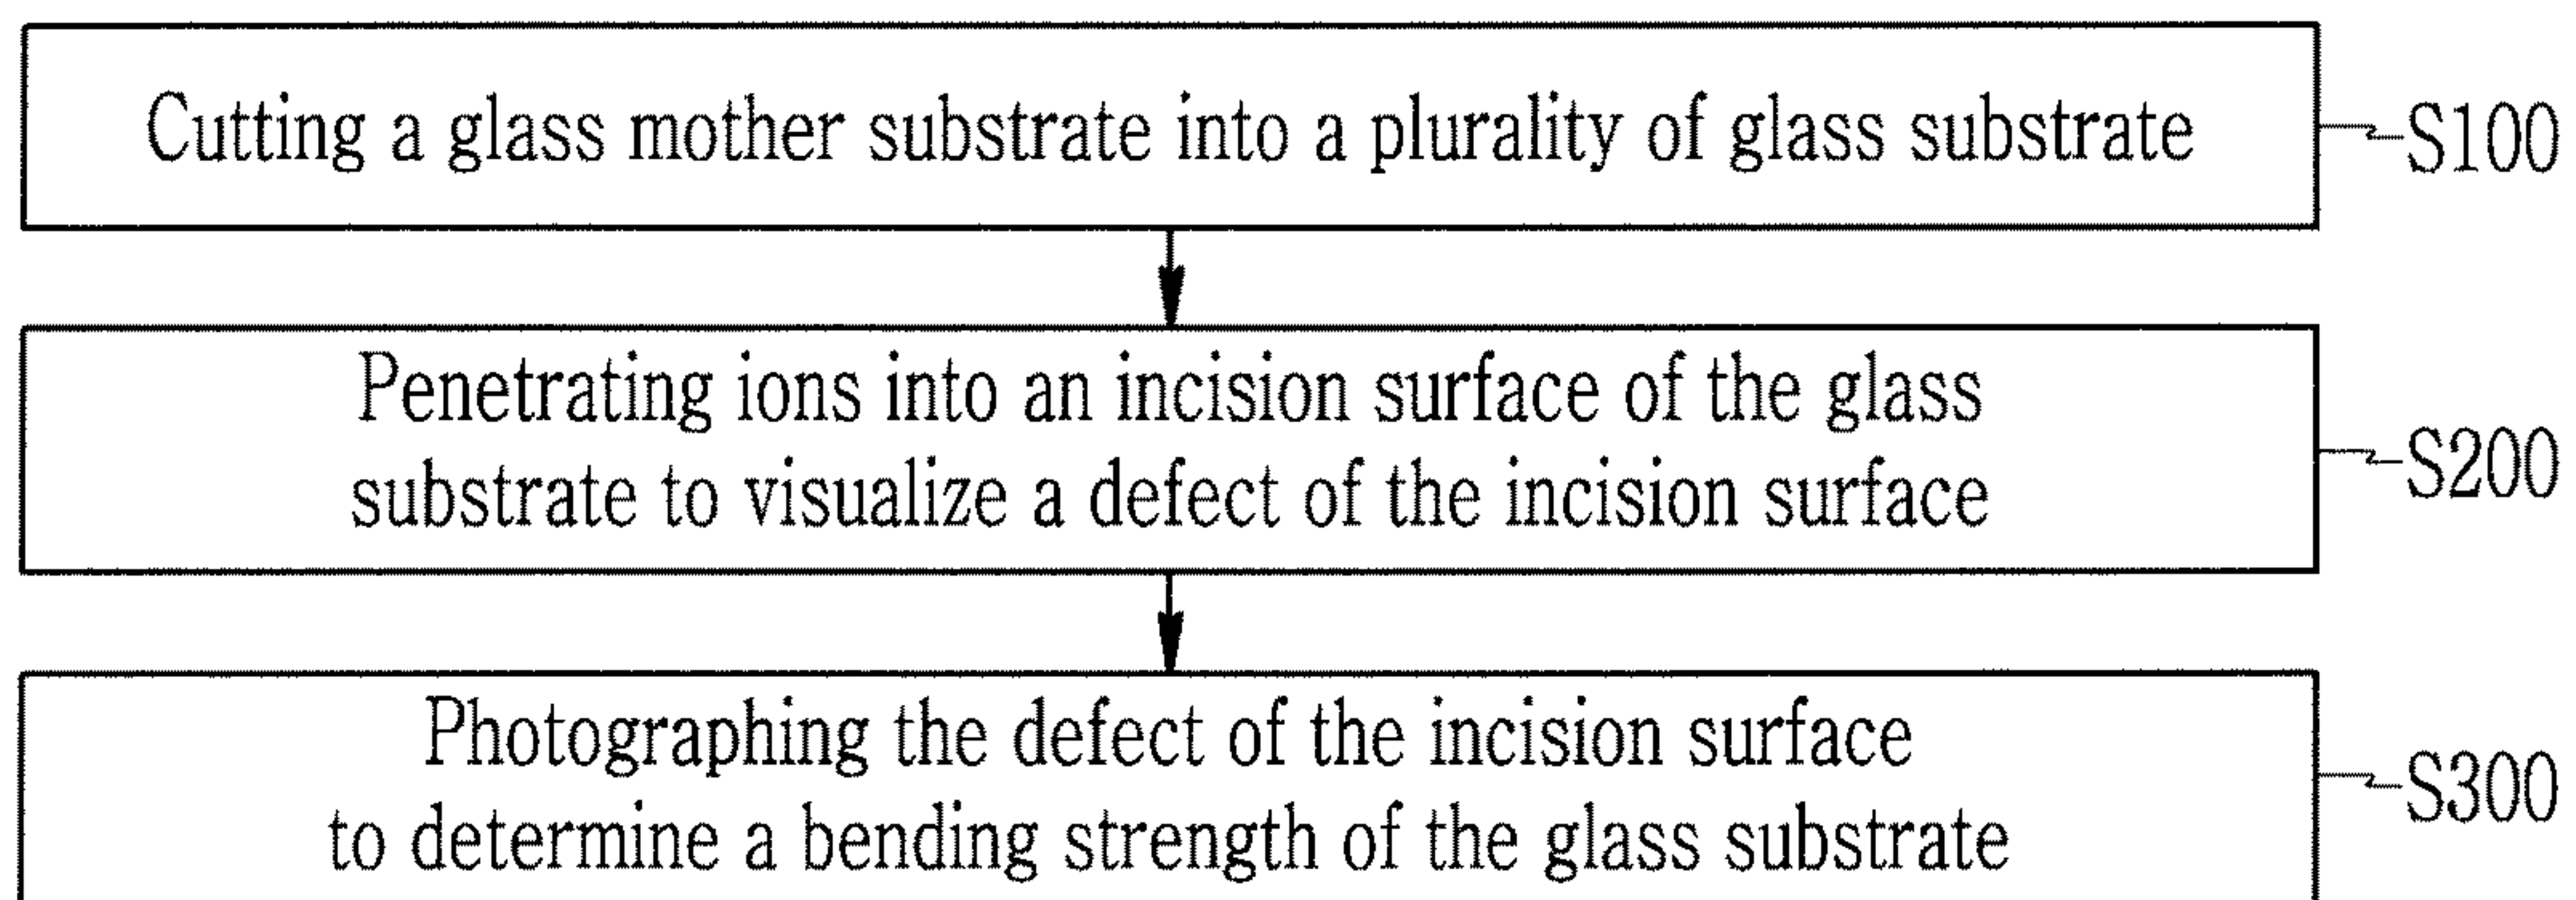 Cutting a glass mother substrate into a plurality of glass substrate
S100
Penetrating ions into an incision surface of the glass
substrate to visualize a defect of the incision surface
S200
Photographing the defect of the incision surface
to determine a bending strength of the glass substrate
S300